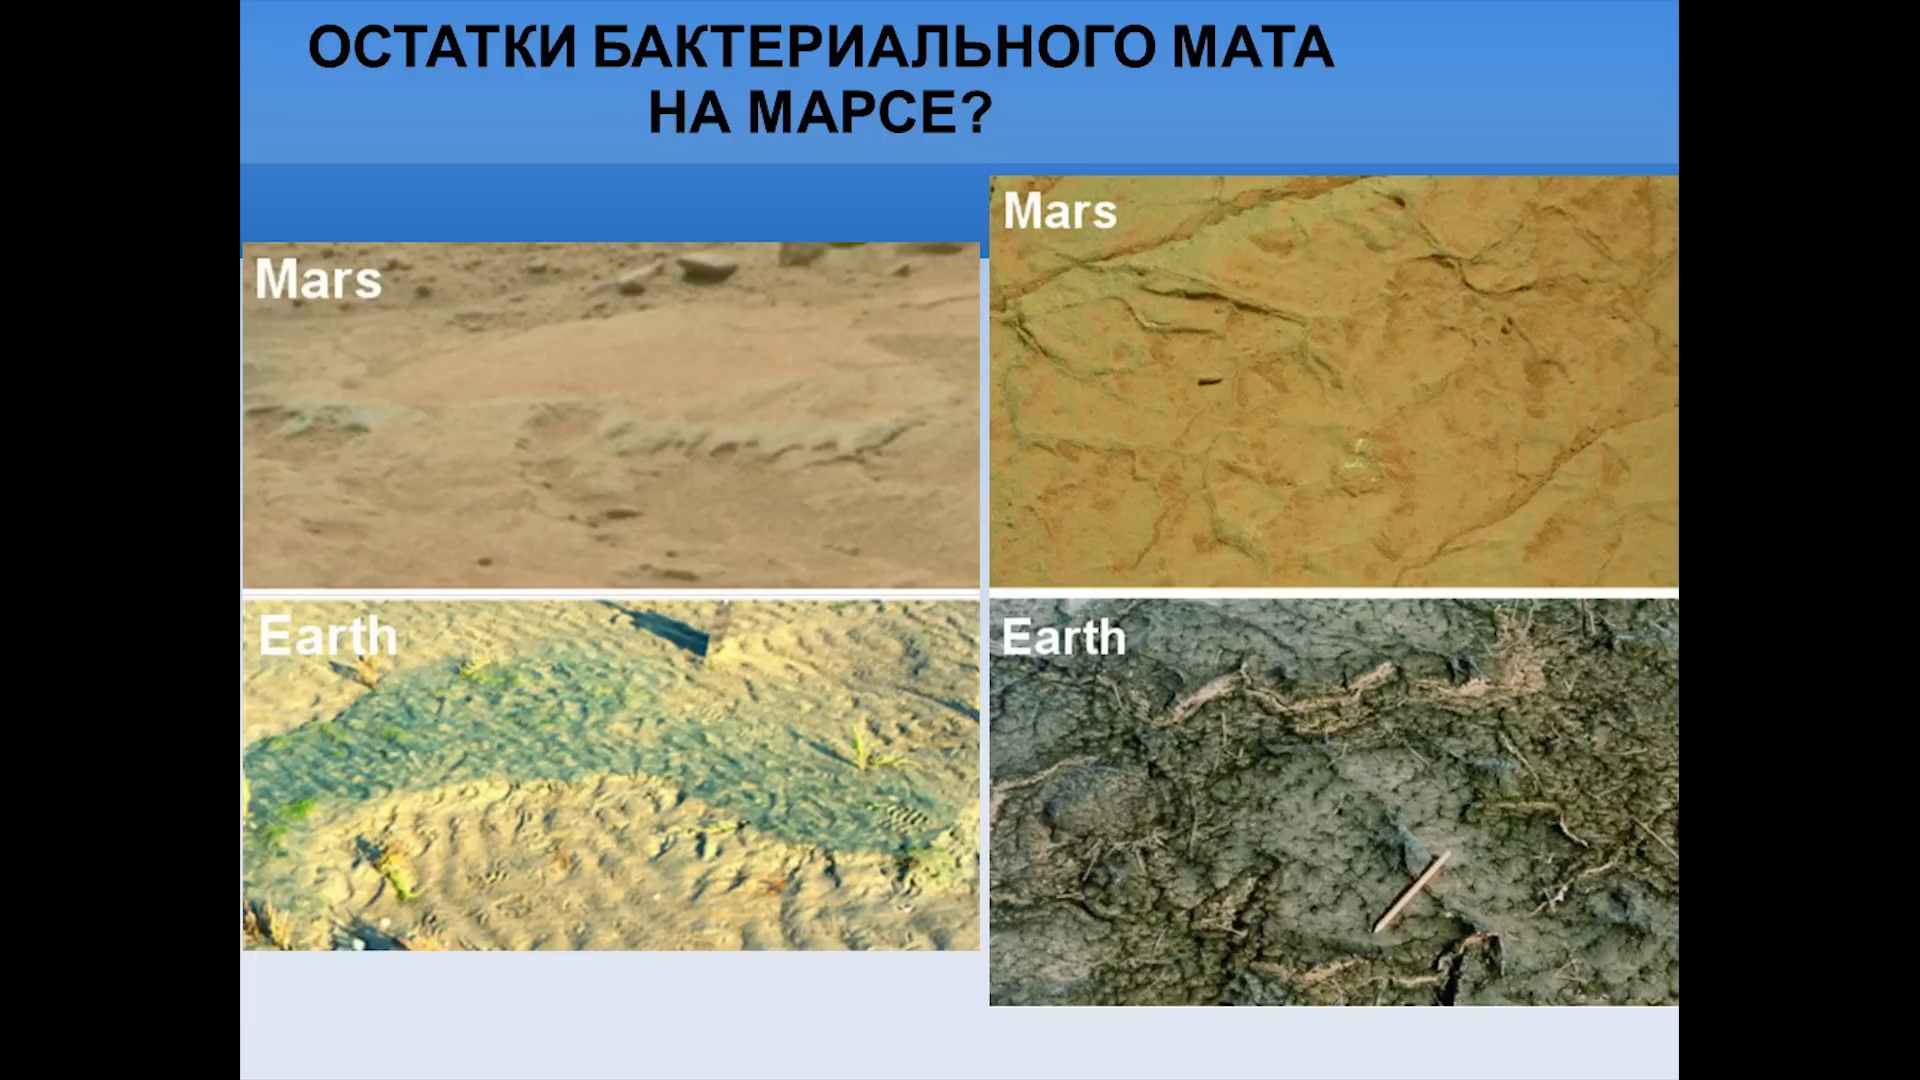 ОСТАТКИ БАКТЕРИАЛЬНОГО МАТА
НА МАРСЕ?
Mars
Mars
Earth
Earth